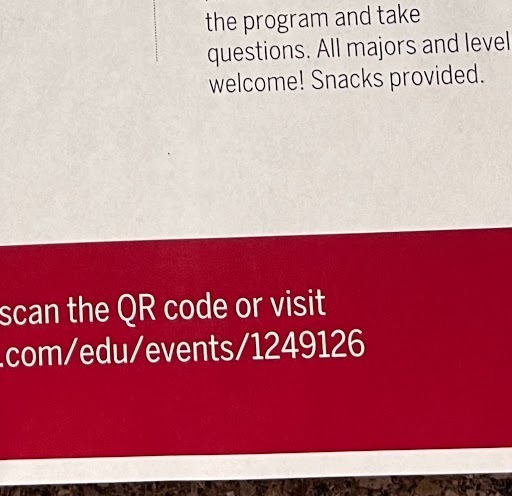 the program and take
questions. All majors and level
welcome! Snacks provided.
scan the QR code or visit
.com/edu/events/1249126